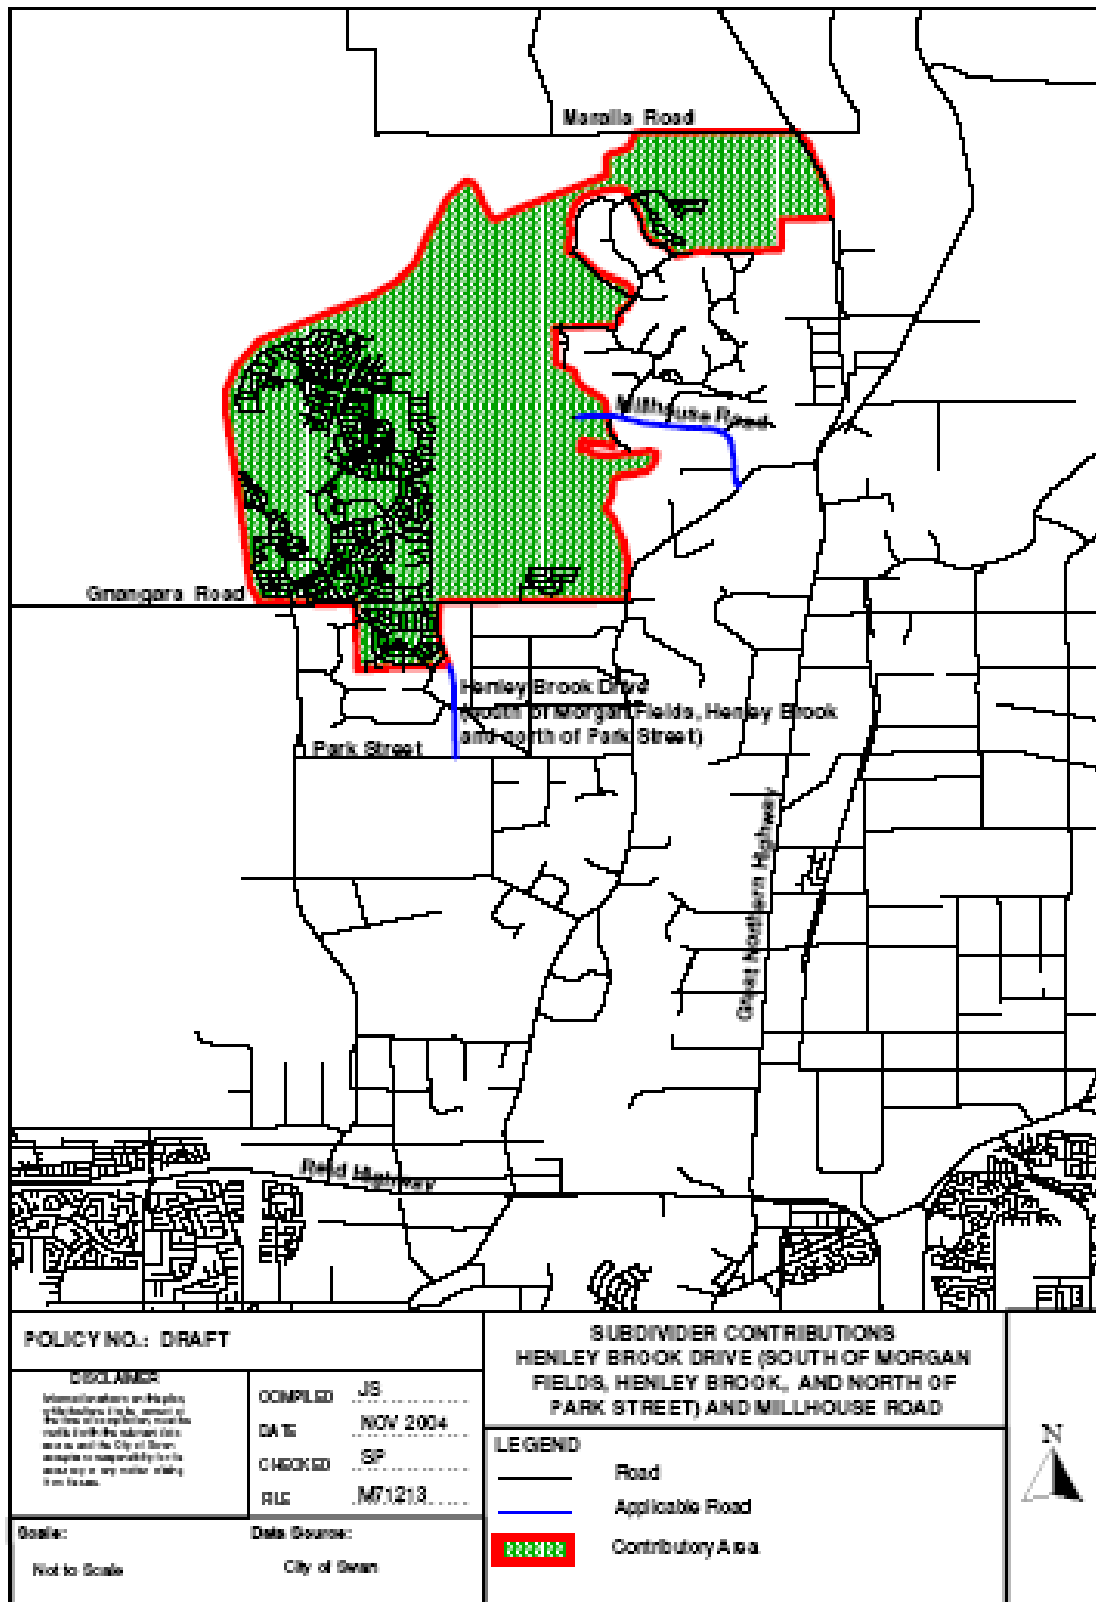 Maralla Road
Millhouse Road
Gnangara Road
Henley Brook Drive
(South of Morgan Fields, Henley Brook
and north of Park Street)
Park Street
Great Northern Highway
Reid Highway
POLICY NO.: DRAFT
DISCLAIMER
COMPILED JS
DATE NOV 2004
CHECKED SP
FILE M71213
Scale:
Not to Scale
Data Source:
City of Swan
SUBDIVIDER CONTRIBUTIONS
HENLEY BROOK DRIVE (SOUTH OF MORGAN
FIELDS, HENLEY BROOK, AND NORTH OF
PARK STREET) AND MILLHOUSE ROAD
LEGEND
Road
Applicable Road
Contributory Area
N